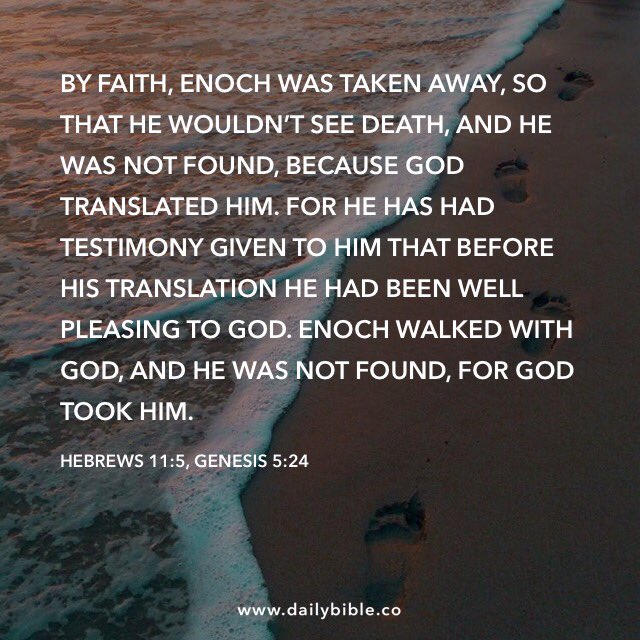 BY FAITH, ENOCH WAS TAKEN AWAY, SO
THAT HE WOULDN’T SEE DEATH, AND HE
WAS NOT FOUND, BECAUSE GOD
TRANSLATED HIM. FOR HE HAS HAD
TESTIMONY GIVEN TO HIM THAT BEFORE
HIS TRANSLATION HE HAD BEEN WELL
PLEASING TO GOD. ENOCH WALKED WITH
GOD, AND HE WAS NOT FOUND, FOR GOD
TOOK HIM.
HEBREWS 11:5, GENESIS 5:24
www.dailybible.co